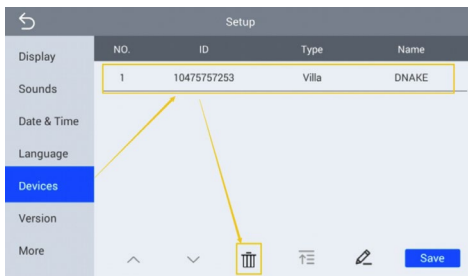 Setup
Display
Sounds
Date & Time
Language
Devices
Version
More
NO. ID Type Name
1 10475757253 Villa DNAKE
Save